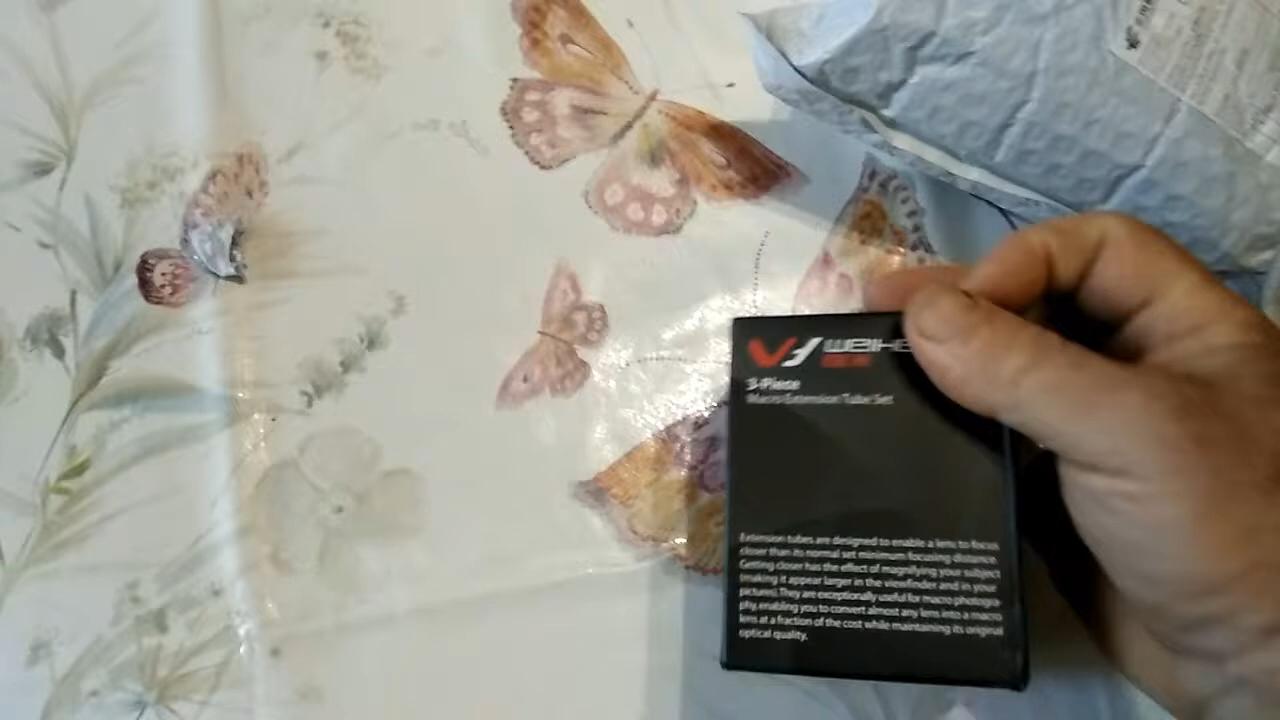 WEIHE
3-Piece
Macro Extension Tube Set
Extension tubes are designed to enable a lens to focus
closer than its normal set minimum focusing distance.
Getting closer has the effect of magnifying your subject
(making it appear larger in the viewfinder and in your
pictures). They are exceptionally useful for macro photogra-
phy, enabling you to convert almost any lens into a macro
lens at a fraction of the cost while maintaining its original
optical quality.